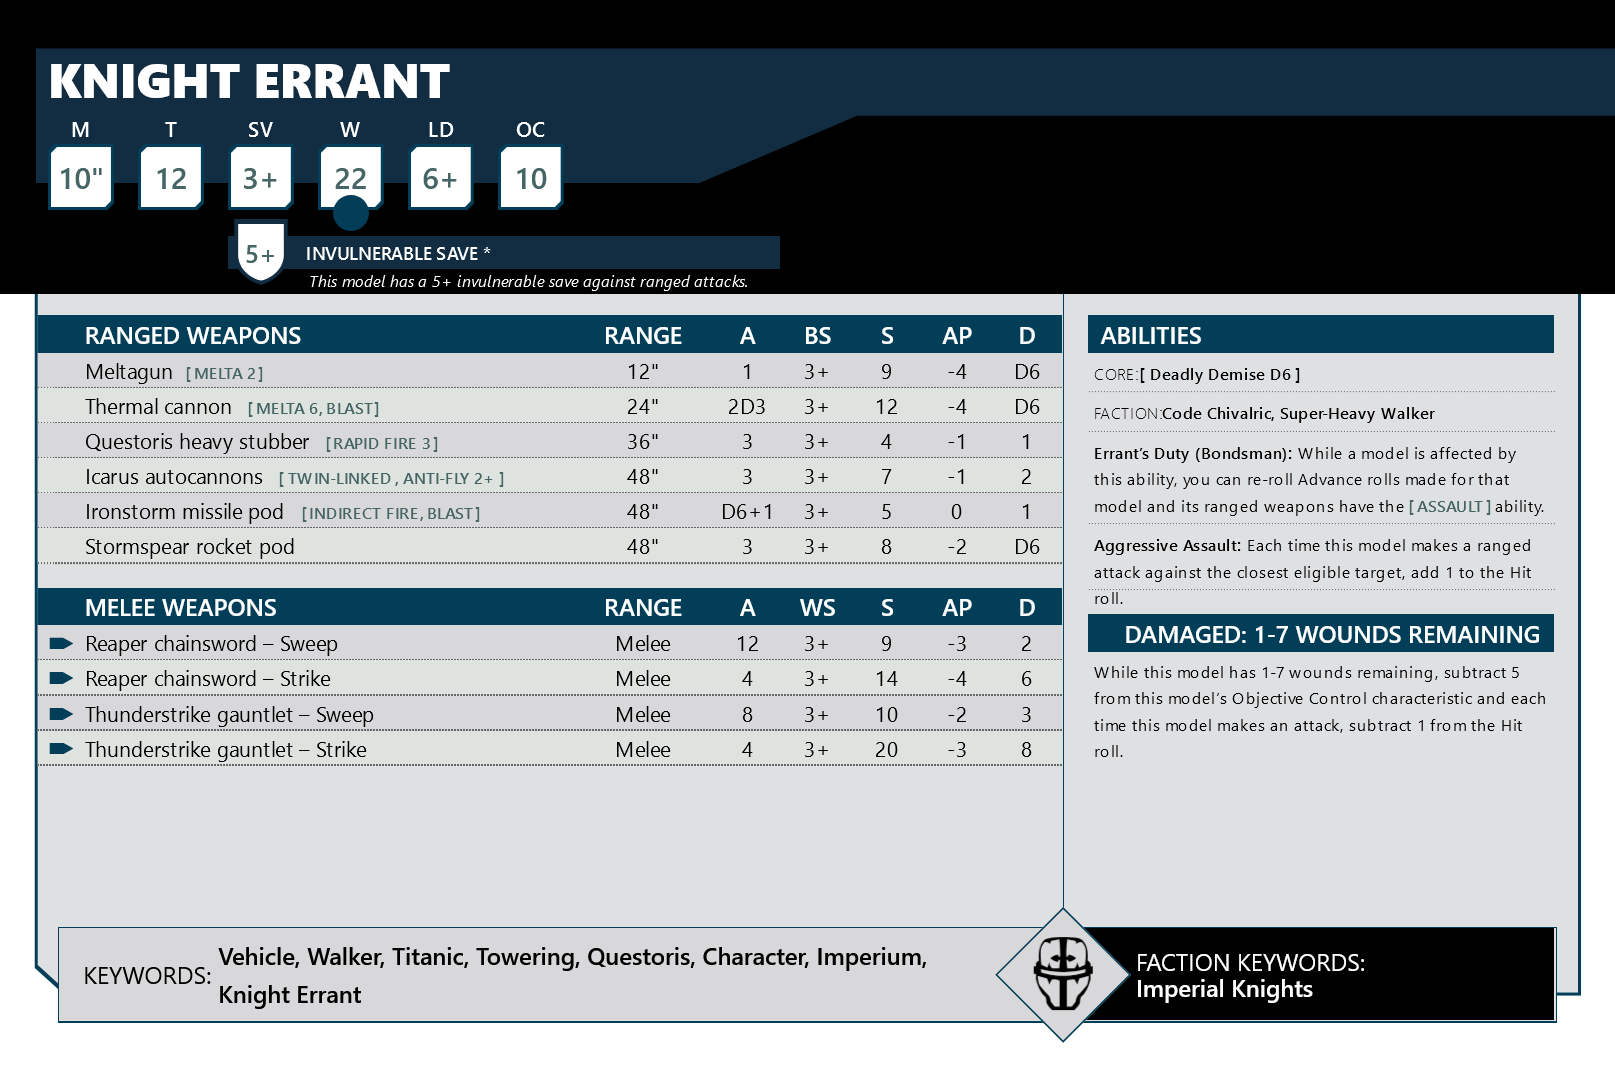 KNIGHT ERRANT
M T SV W LD OC
10" 12 3+ 22 6+ 10
5+ INVULNERABLE SAVE *
This model has a 5+ invulnerable save against ranged attacks.
RANGED WEAPONS RANGE A BS S AP D
Meltagun [MELTA 2] 12" 1 3+ 9 -4 D6
Thermal cannon [MELTA 6, BLAST] 24" 2D3 3+ 12 -4 D6
Questoris heavy stubber [RAPID FIRE 3] 36" 3 3+ 4 -1 1
Icarus autocannons [TWIN-LINKED , ANTI-FLY 2+ ] 48" 3 3+ 7 -1 2
Ironstorm missile pod [INDIRECT FIRE, BLAST] 48" D6+1 3+ 5 0 1
Stormspear rocket pod 48" 3 3+ 8 -2 D6
MELEE WEAPONS RANGE A WS S AP D
Reaper chainsword – Sweep Melee 12 3+ 9 -3 2
Reaper chainsword – Strike Melee 4 3+ 14 -4 6
Thunderstrike gauntlet – Sweep Melee 8 3+ 10 -2 3
Thunderstrike gauntlet – Strike Melee 4 3+ 20 -3 8
ABILITIES
CORE:[ Deadly Demise D6 ]
FACTION:Code Chivalric, Super-Heavy Walker
Errant's Duty (Bondsman): While a model is affected by
this ability, you can re-roll Advance rolls made for that
model and its ranged weapons have the [ASSAULT] ability.
Aggressive Assault: Each time this model makes a ranged
attack against the closest eligible target, add 1 to the Hit
roll.
DAMAGED: 1-7 WOUNDS REMAINING
While this model has 1-7 wounds remaining, subtract 5
from this model's Objective Control characteristic and each
time this model makes an attack, subtract 1 from the Hit
roll.
KEYWORDS: Vehicle, Walker, Titanic, Towering, Questoris, Character, Imperium,
Knight Errant
FACTION KEYWORDS:
Imperial Knights